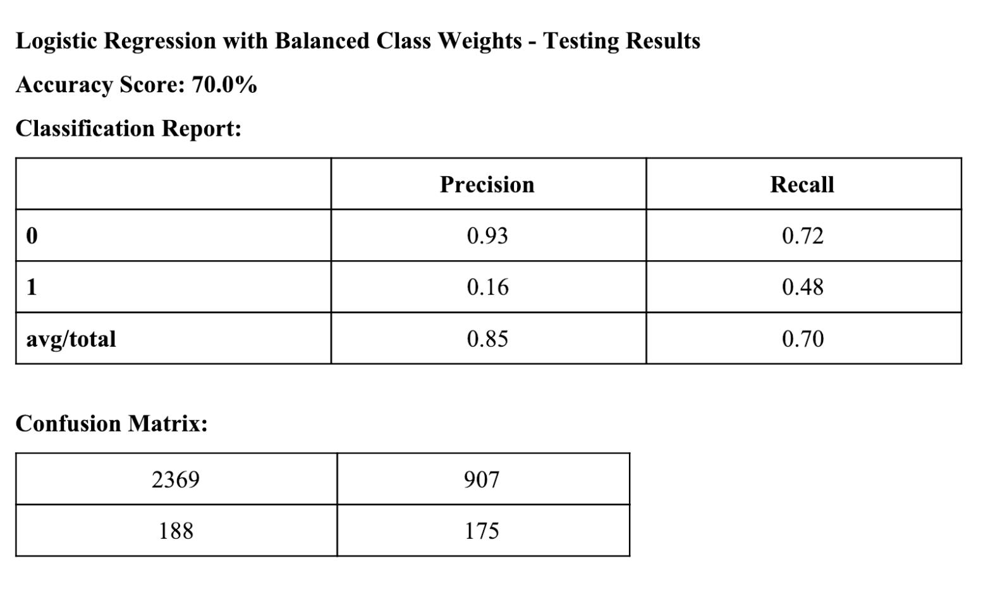 Logistic Regression with Balanced Class Weights - Testing Results
Accuracy Score: 70.0%
Classification Report:
Precision Recall
0 0.93 0.72
1 0.16 0.48
avg/total 0.85 0.70
Confusion Matrix:
2369 907
188 175